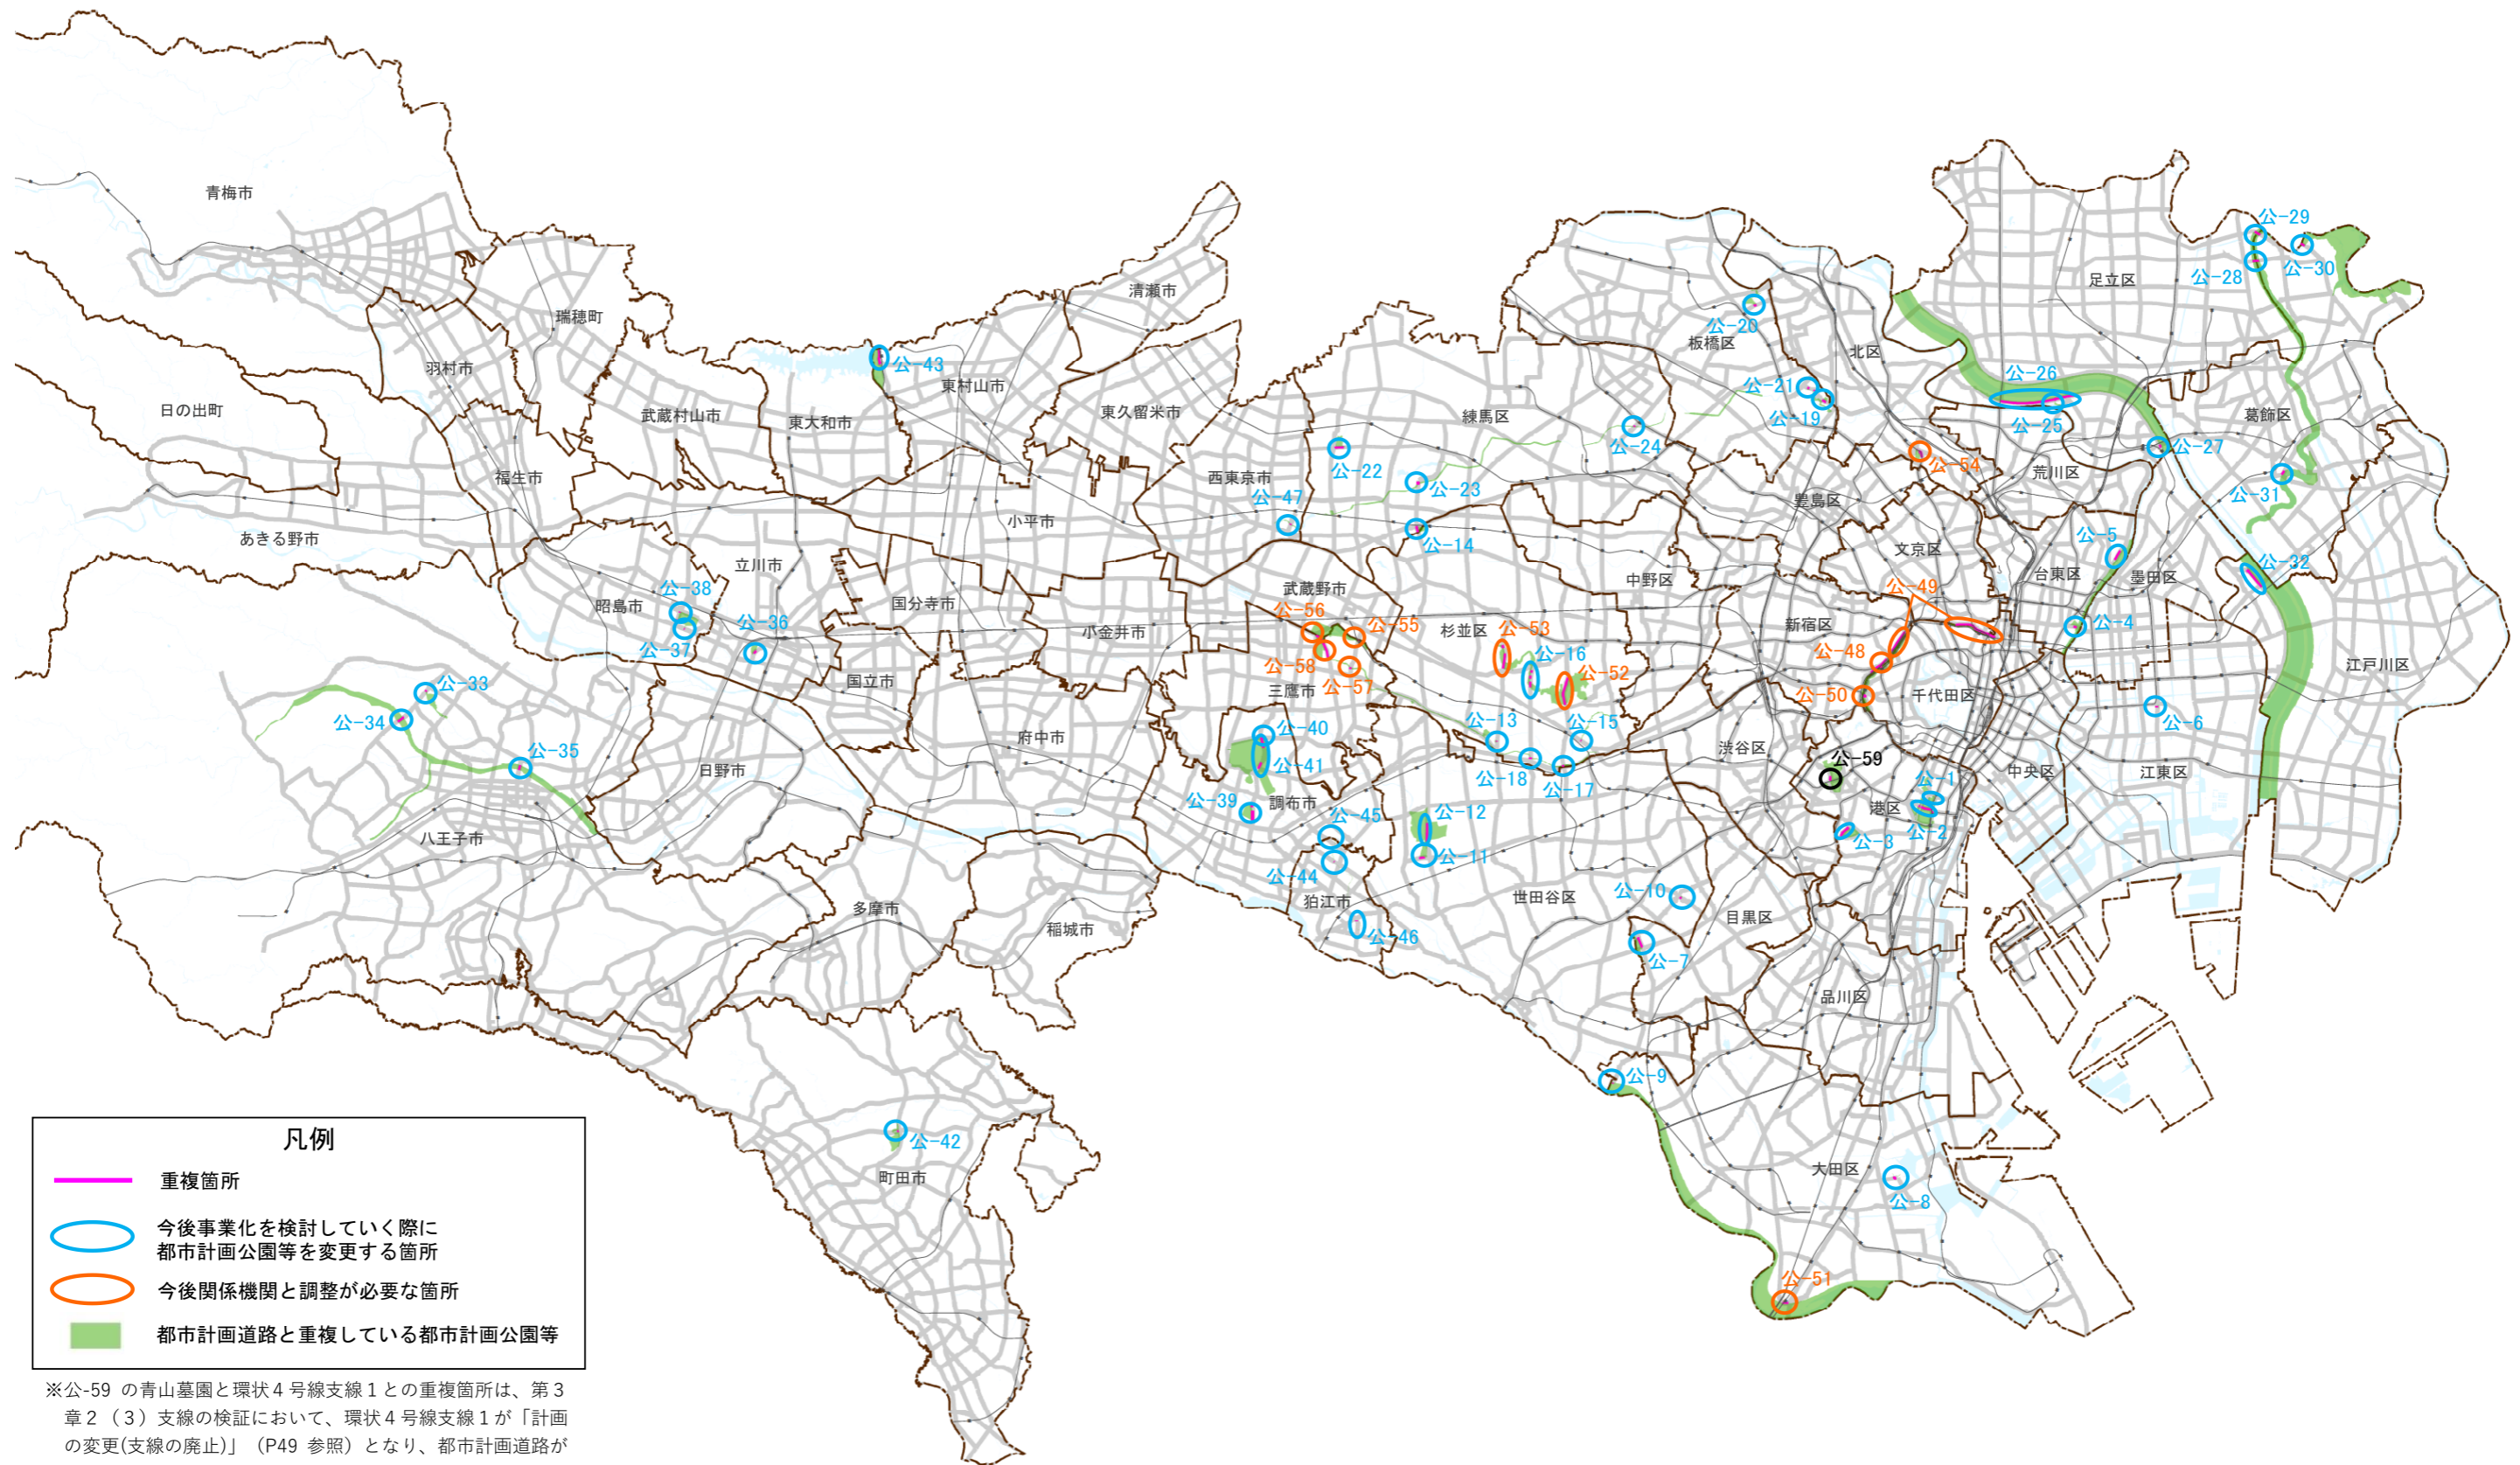 青梅市
瑞穂町
羽村市
日の出町
福生市
あきる野市
武蔵村山市
東大和市
公-43
東村山市
清瀬市
東久留米市
小平市
立川市
昭島市
公-38
公-37
公-36
国分寺市
国立市
小金井市
府中市
日野市
公-33
公-34
公-35
八王子市
多摩市
稲城市
公-42
町田市
西東京市
公-47
武蔵野市
公-56
公-55
公-58
公-57
三鷹市
公-40
公-41
公-39
調布市
公-45
公-44
狛江市
公-46
練馬区
公-22
公-23
公-24
公-14
板橋区
公-20
公-21
公-19
北区
公-54
豊島区
中野区
杉並区
公-53
公-16
公-52
公-13
公-15
公-18
公-17
公-12
公-11
世田谷区
公-10
公-7
目黒区
品川区
公-9
大田区
公-8
公-51
足立区
公-29
公-28
公-30
公-26
公-25
公-27
荒川区
葛飾区
公-31
公-32
文京区
台東区
公-5
墨田区
公-4
公-49
公-48
公-50
新宿区
千代田区
渋谷区
公-59
港区
公-1
公-2
公-3
中央区
江東区
公-6
江戸川区
凡例
重複箇所
今後事業化を検討していく際に
都市計画公園等を変更する箇所
今後関係機関と調整が必要な箇所
都市計画道路と重複している都市計画公園等
※公-59 の青山墓園と環状４号線支線１との重複箇所は、第３
章２（３）支線の検証において、環状４号線支線１が「計画
の変更(支線の廃止)」（P49 参照）となり、都市計画道路が